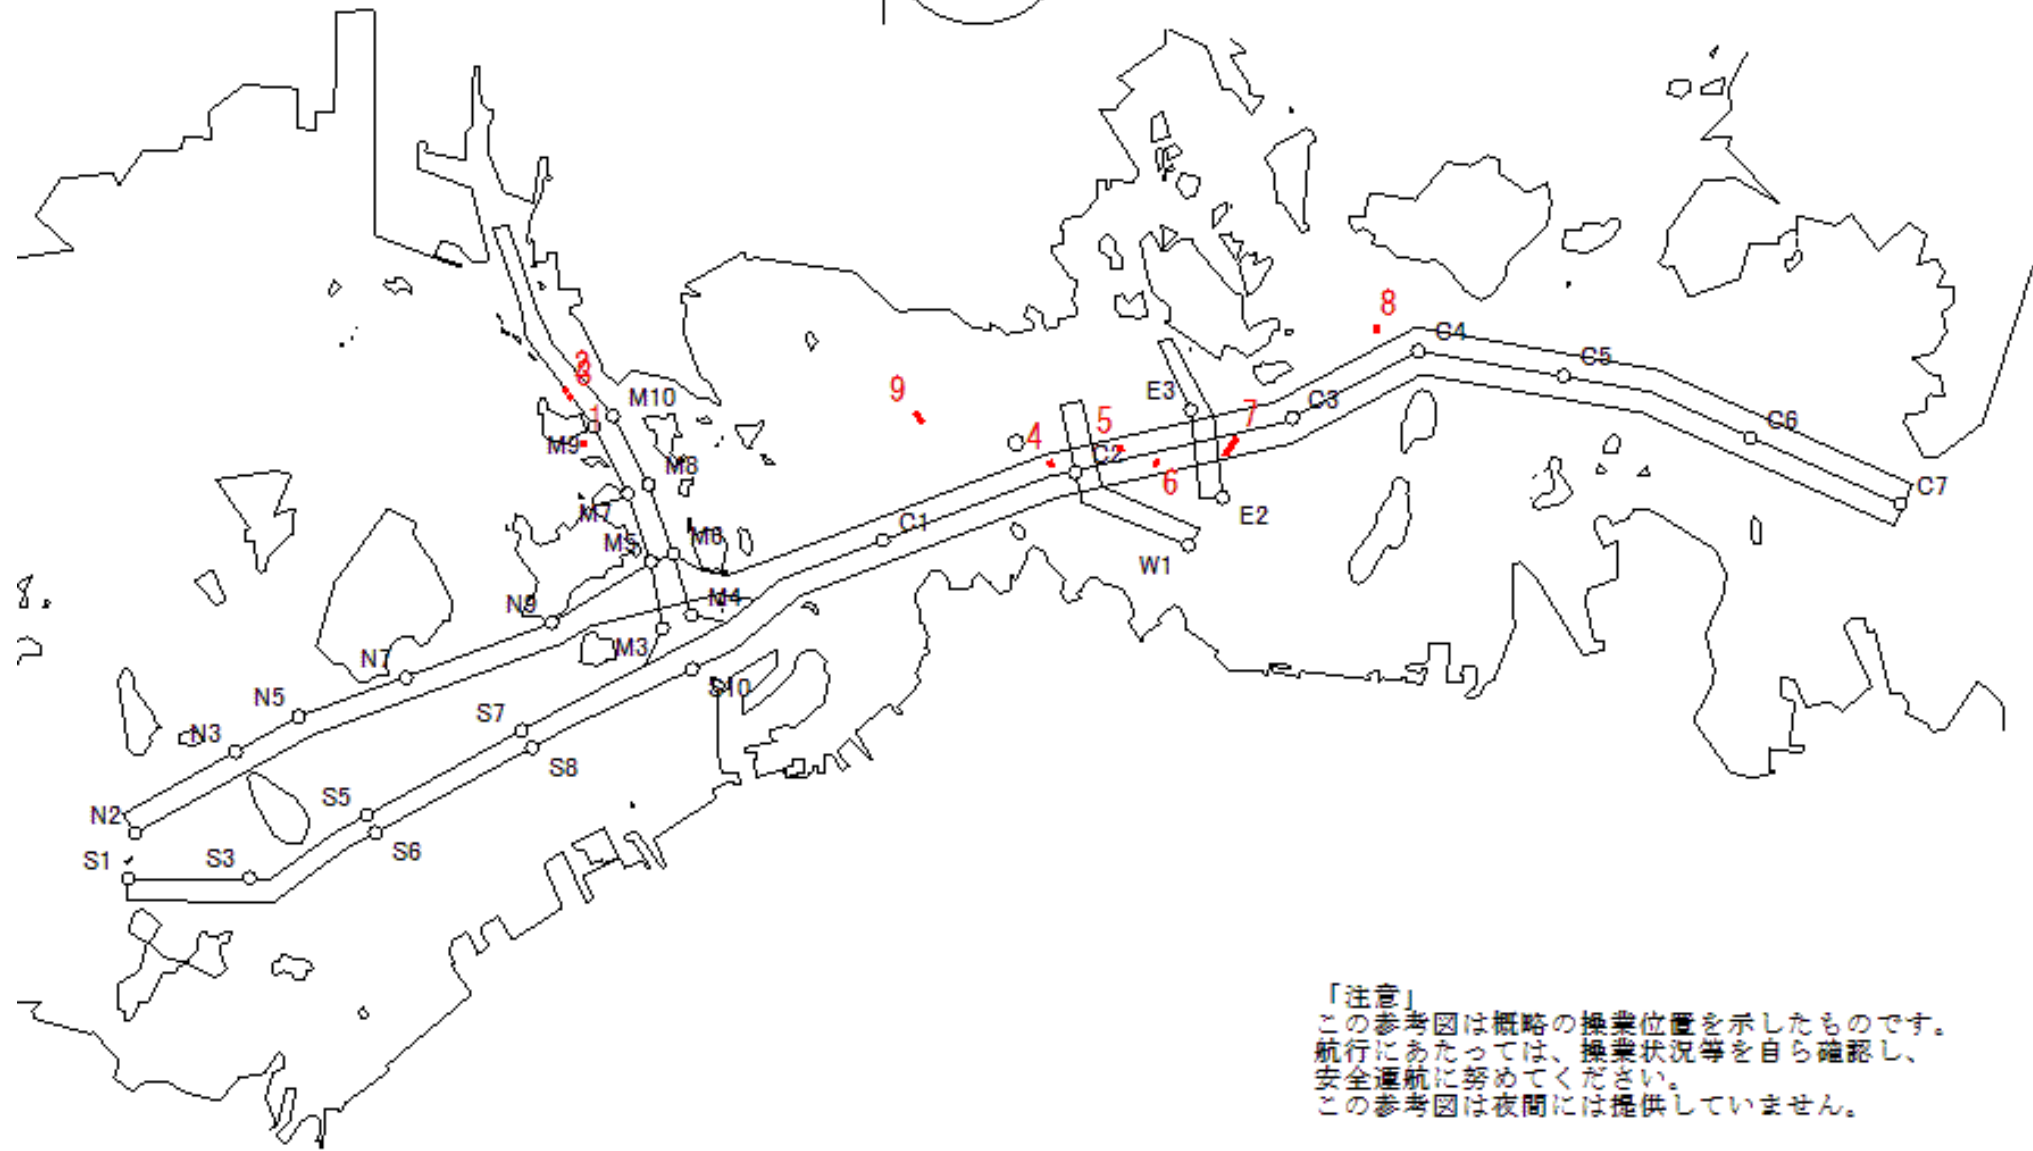 8
C4
C5
2
3
M10
E3
9
5
7
C3
1
4
C6
M9
C2
M8
6
C7
M7
E2
C1
M6
M5
W1
N9
M4
M3
N7
S10
N5
S7
N3
S8
S5
N2
S6
S1
S3
「注意」
この参考図は概略の操業位置を示したものです。
航行にあたっては、操業状況等を自ら確認し、
安全運航に努めてください。
この参考図は夜間には提供していません。